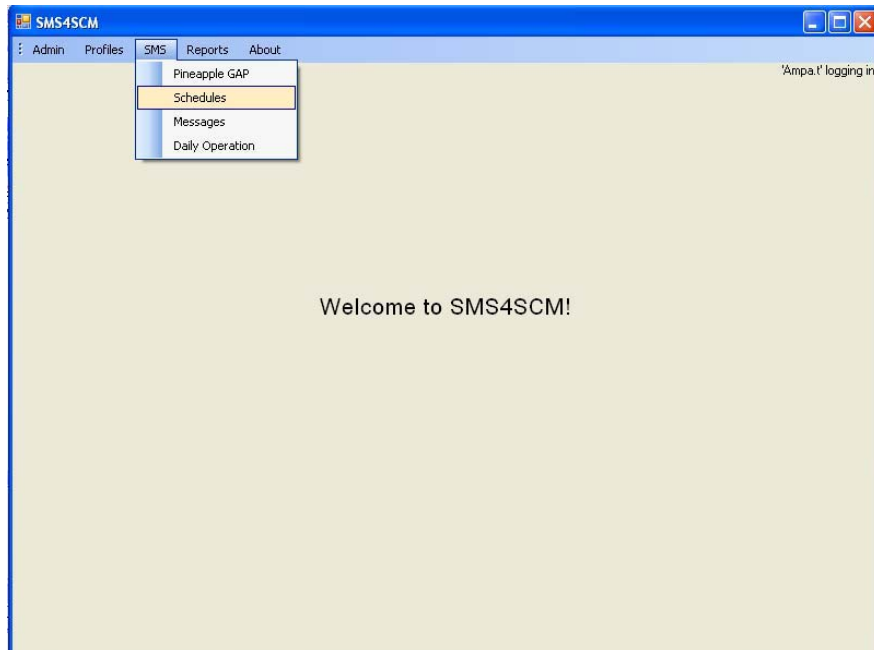 SMS4SCM
Admin Profiles SMS Reports About
'Ampa.t' logging in
Pineapple GAP
Schedules
Messages
Daily Operation
Welcome to SMS4SCM!